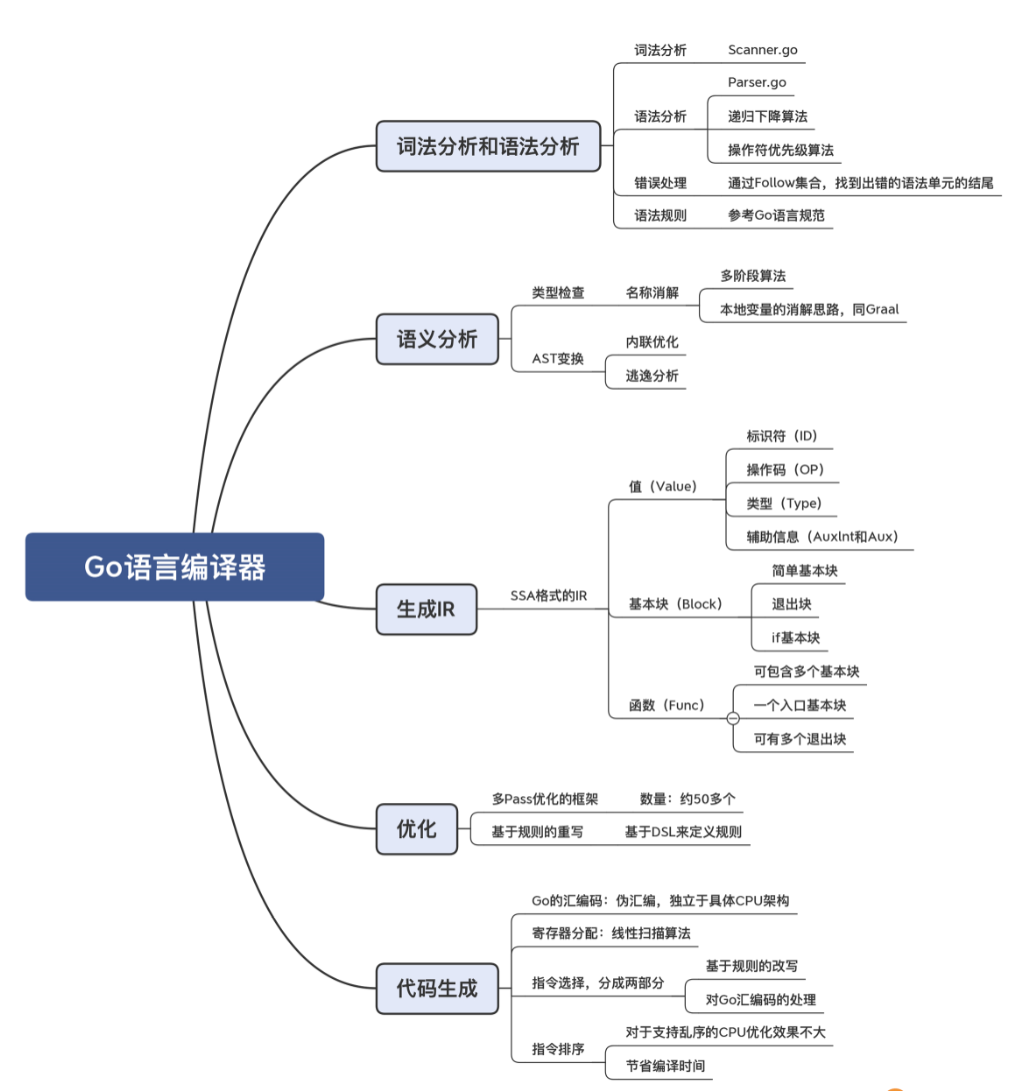 Go语言编译器
词法分析和语法分析
词法分析
Scanner.go
语法分析
Parser.go
递归下降算法
操作符优先级算法
错误处理
通过Follow集合，找到出错的语法单元的结尾
语法规则
参考Go语言规范
语义分析
类型检查
名称消解
多阶段算法
本地变量的消解思路，同Graal
AST变换
内联优化
逃逸分析
生成IR
SSA格式的IR
值（Value）
标识符（ID）
操作码（OP）
类型（Type）
辅助信息（AuxInt和Aux）
基本块（Block）
简单基本块
退出块
if基本块
函数（Func）
可包含多个基本块
一个入口基本块
可有多个退出块
优化
多Pass优化的框架
数量：约50多个
基于规则的重写
基于DSL来定义规则
代码生成
Go的汇编码：伪汇编，独立于具体CPU架构
寄存器分配：线性扫描算法
指令选择，分成两部分
基于规则的改写
对Go汇编码的处理
指令排序
对于支持乱序的CPU优化效果不大
节省编译时间